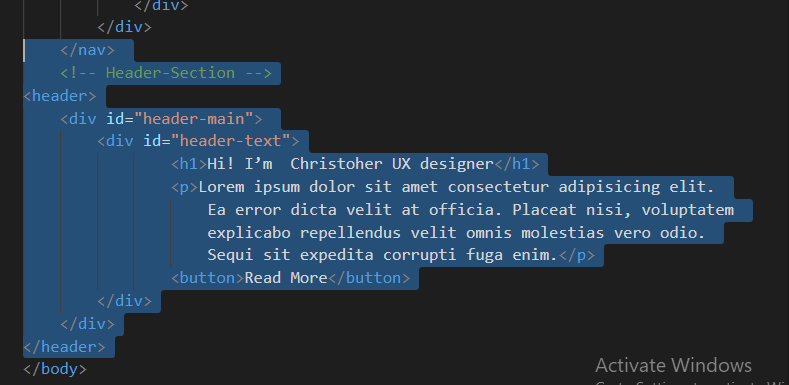 </div>
</div>
</nav>
<!-- Header-Section -->
<header>
<div id="header-main">
<div id="header-text">
<h1>Hi! I’m  Christoher UX designer</h1>
<p>Lorem ipsum dolor sit amet consectetur adipisicing elit.
Ea error dicta velit at officia. Placeat nisi, voluptatem
explicabo repellendus velit omnis molestias vero odio.
Sequi sit expedita corrupti fuga enim.</p>
<button>Read More</button>
</div>
</div>
</header>
</body>
Activate Windows